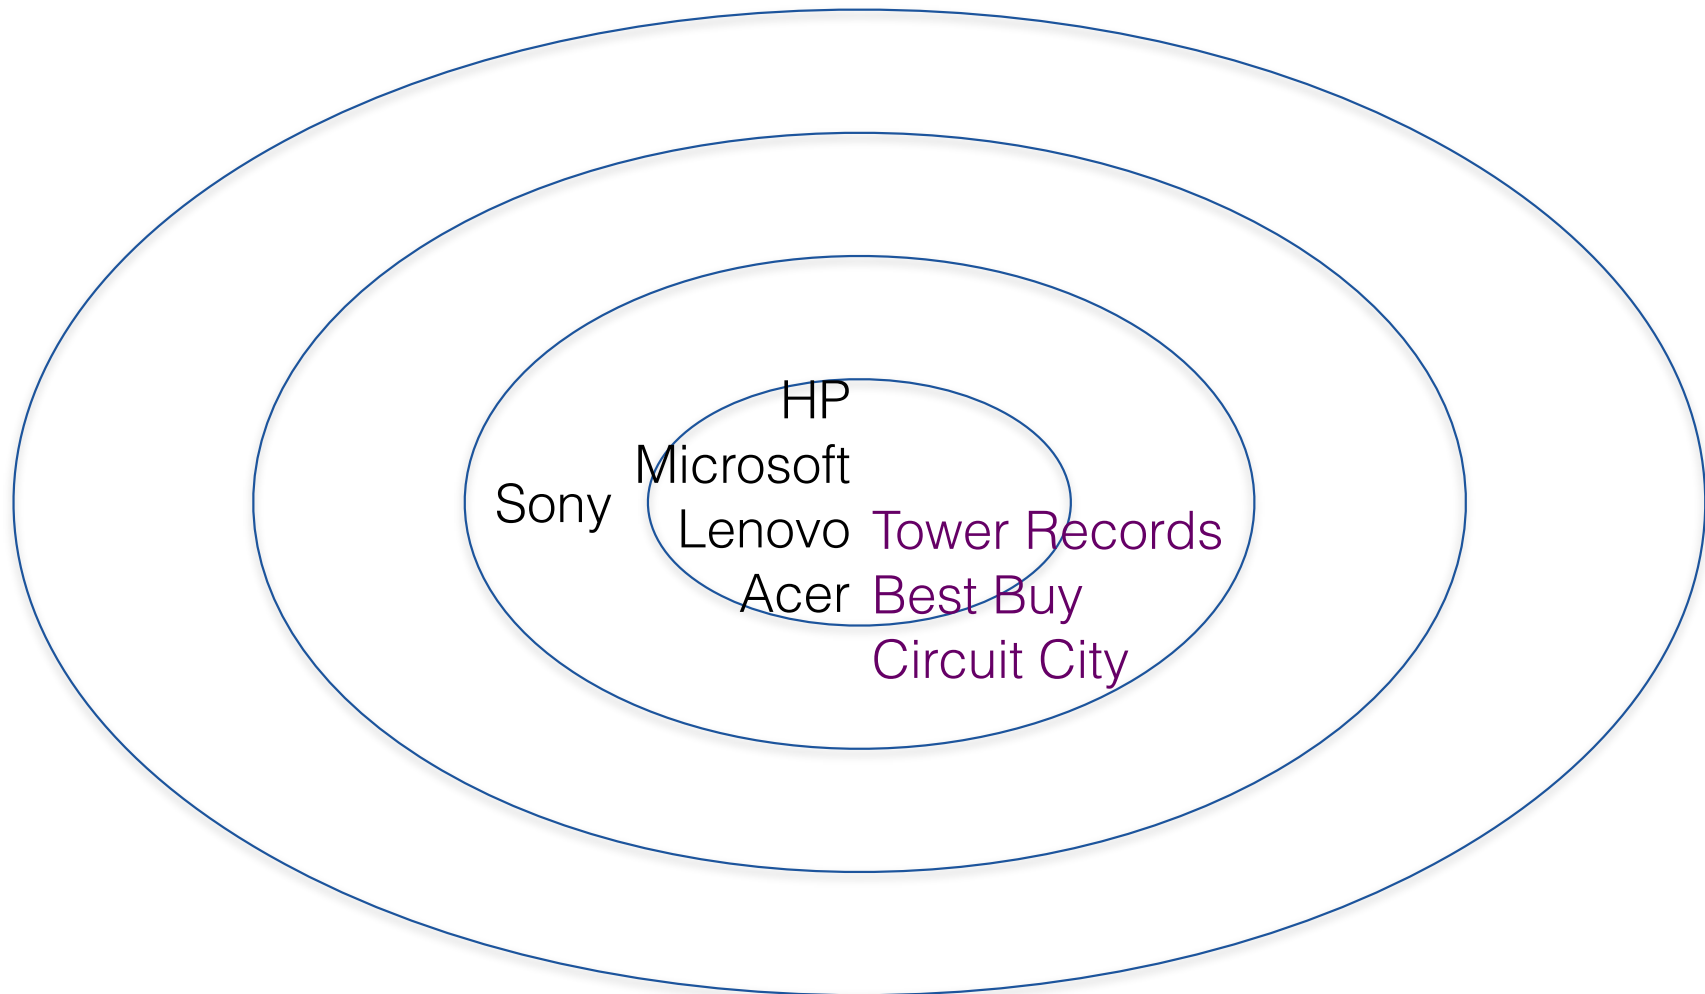 HP
Microsoft
Sony
Lenovo
Acer
Tower Records
Best Buy
Circuit City